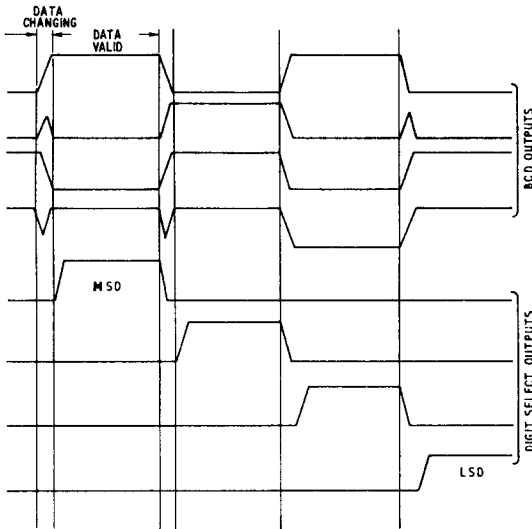 DATA
CHANGING
DATA
VALID
BCD OUTPUTS
MSD
DIGIT SELECT OUTPUTS
LSD